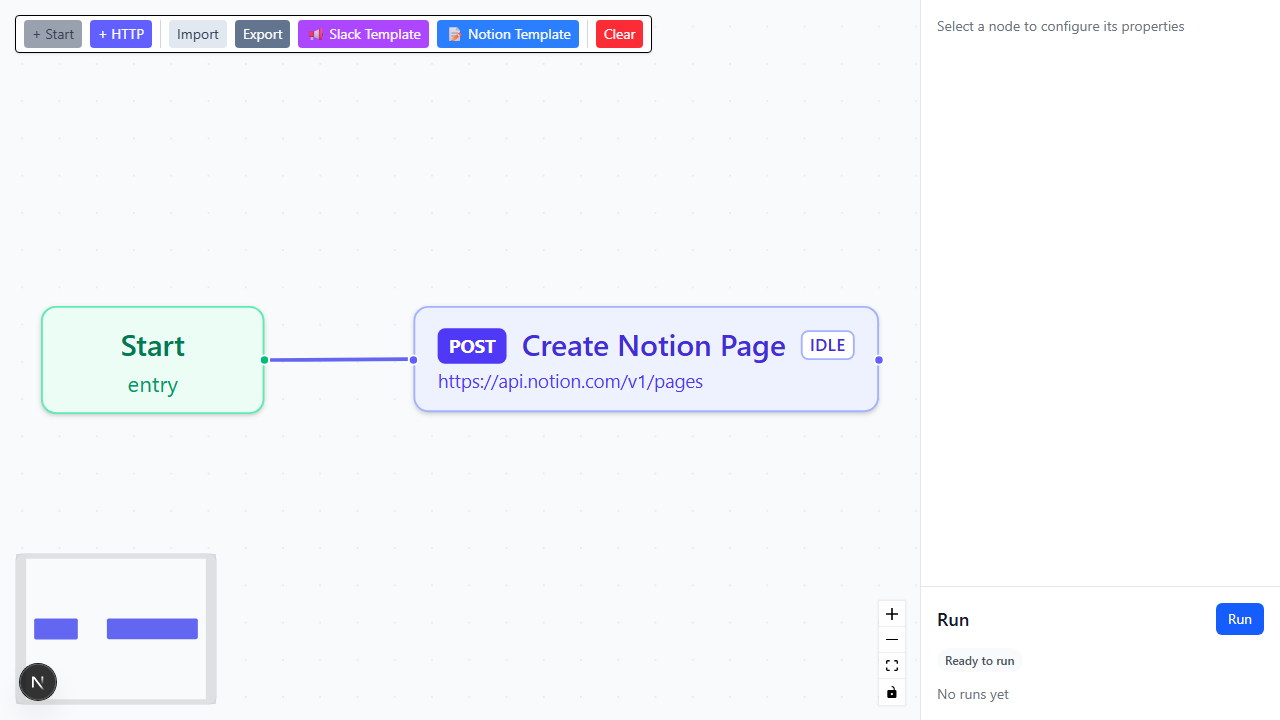 + Start
+ HTTP
Import
Export
Slack Template
Notion Template
Clear
Select a node to configure its properties
Start
entry
POST
Create Notion Page
IDLE
https://api.notion.com/v1/pages
N
Run
Run
Ready to run
No runs yet